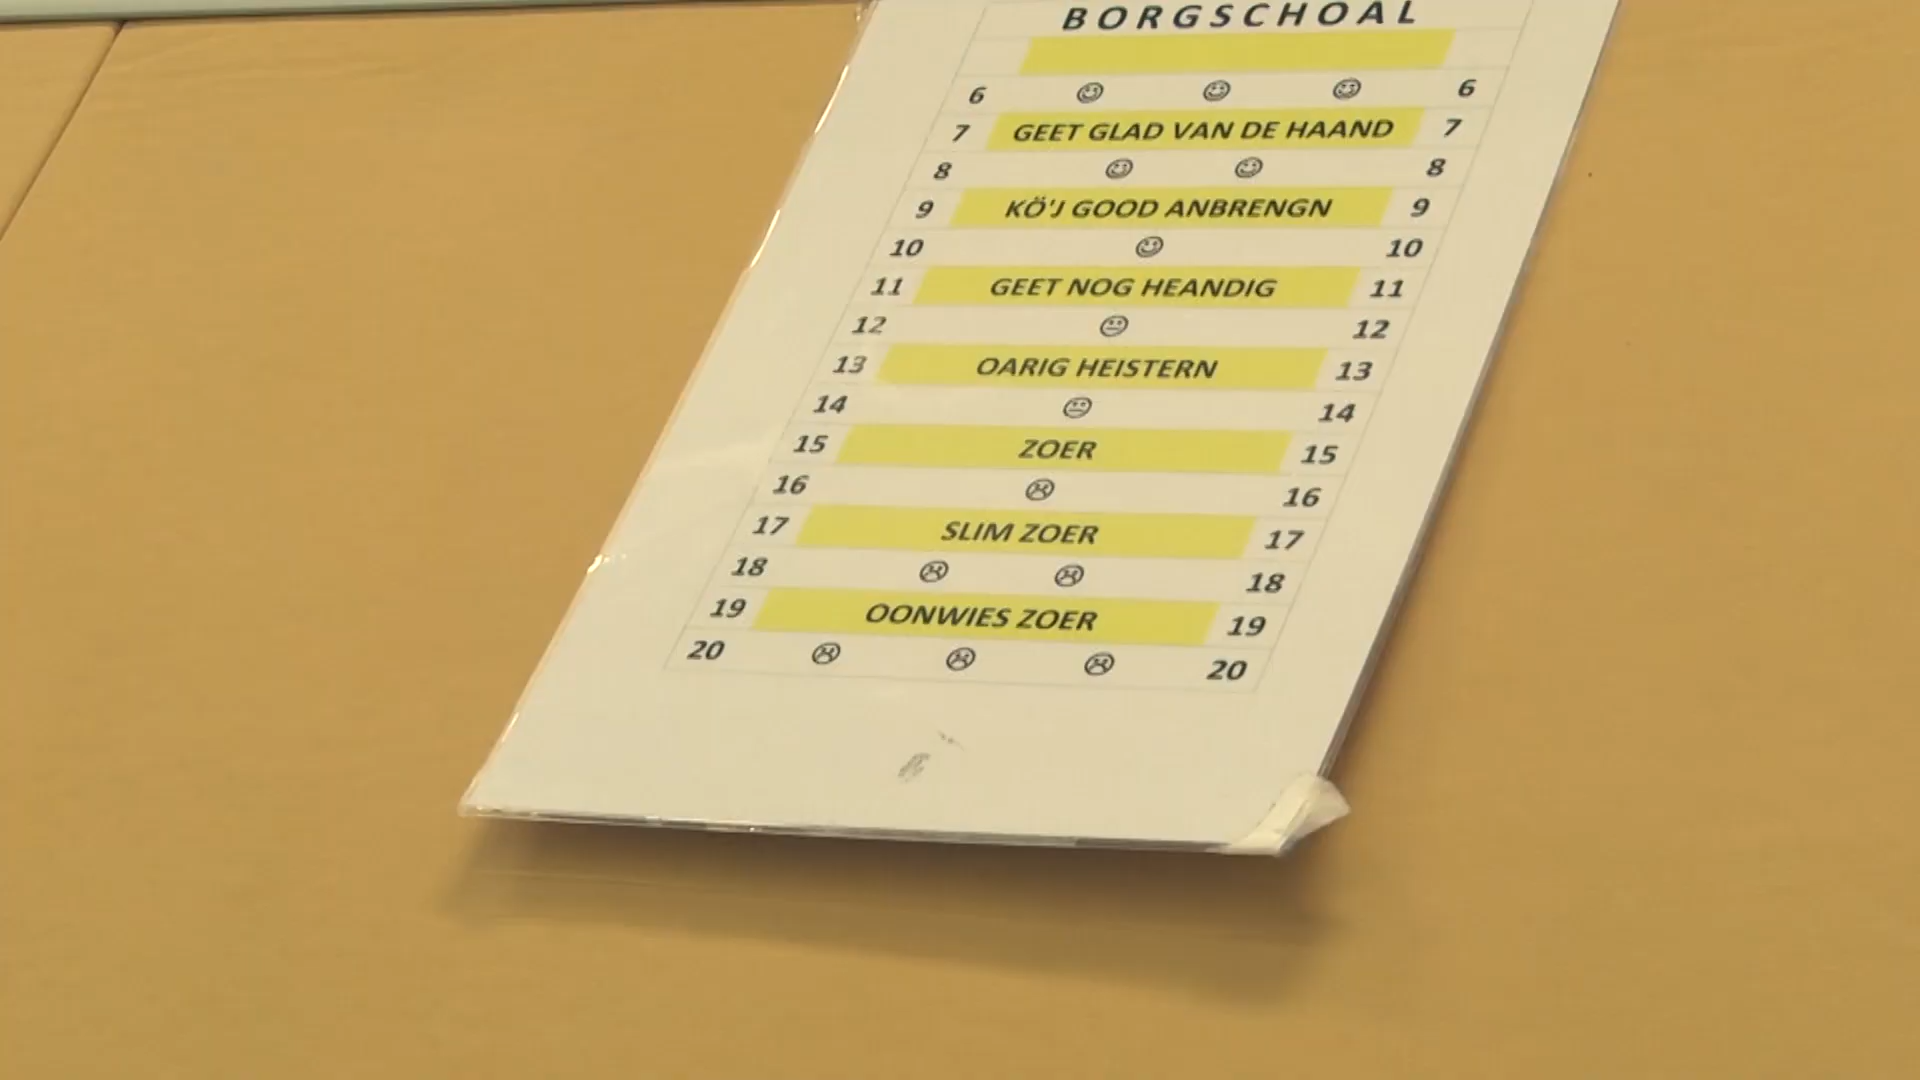 BORGSCHOAL
6 ☺ ☺ ☺ 6
7 GEET GLAD VAN DE HAAND 7
8 ☺ ☺ 8
9 KÖ'J GOOD ANBRENGN 9
10 ☺ 10
11 GEET NOG HEANDIG 11
12 😐 12
13 OARIG HEISTERN 13
14 😐 14
15 ZOER 15
16 ☹ 16
17 SLIM ZOER 17
18 ☹ ☹ 18
19 OONWIES ZOER 19
20 ☹ ☹ ☹ 20